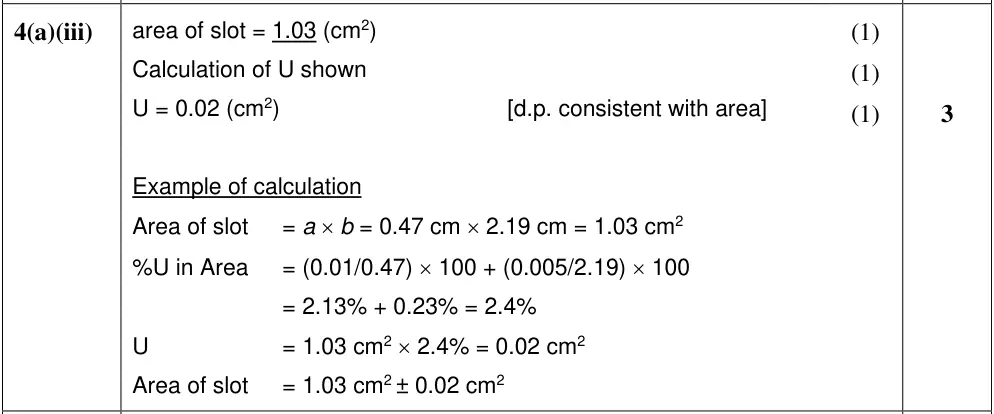 4(a)(iii) area of slot = 1.03 (cm²) (1)
Calculation of U shown (1)
U = 0.02 (cm²) [d.p. consistent with area] (1) 3
Example of calculation
Area of slot = a × b = 0.47 cm × 2.19 cm = 1.03 cm²
%U in Area = (0.01/0.47) × 100 + (0.005/2.19) × 100
= 2.13% + 0.23% = 2.4%
U = 1.03 cm² × 2.4% = 0.02 cm²
Area of slot = 1.03 cm² ± 0.02 cm²